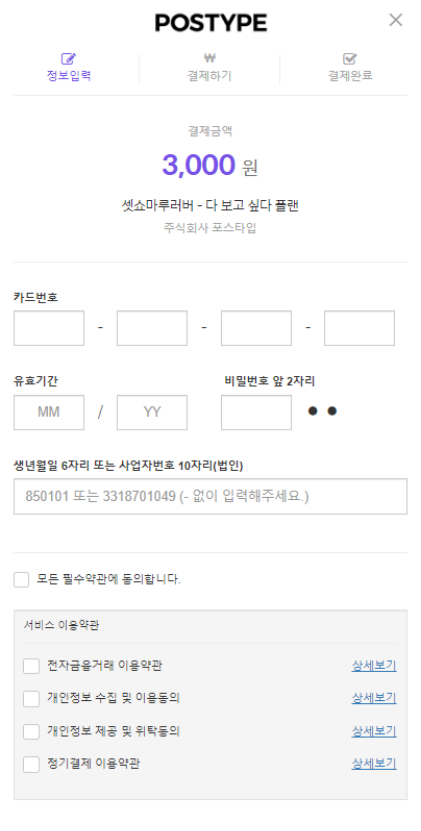 POSTYPE
정보입력
결제하기
결제완료
결제금액
3,000 원
셋쇼마루러버 - 다 보고 싶다 플랜
주식회사 포스타입
카드번호
- - -
유효기간
비밀번호 앞 2자리
MM / YY
생년월일 6자리 또는 사업자번호 10자리(법인)
850101 또는 3318701049 (- 없이 입력해주세요.)
모든 필수약관에 동의합니다.
서비스 이용약관
전자금융거래 이용약관 상세보기
개인정보 수집 및 이용동의 상세보기
개인정보 제공 및 위탁동의 상세보기
정기결제 이용약관 상세보기